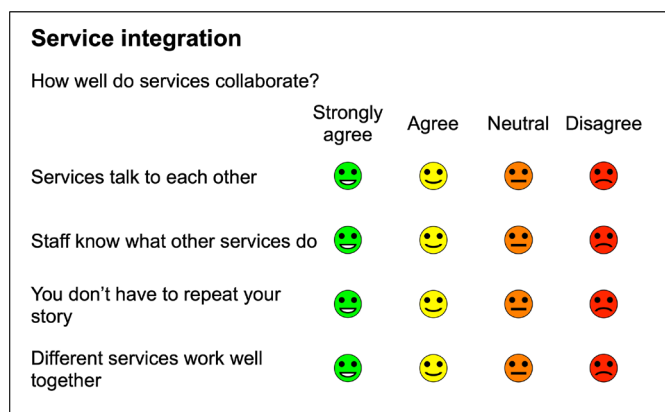 Service integration
How well do services collaborate?
Strongly agree Agree Neutral Disagree
Services talk to each other
Staff know what other services do
You don’t have to repeat your
story
Different services work well
together